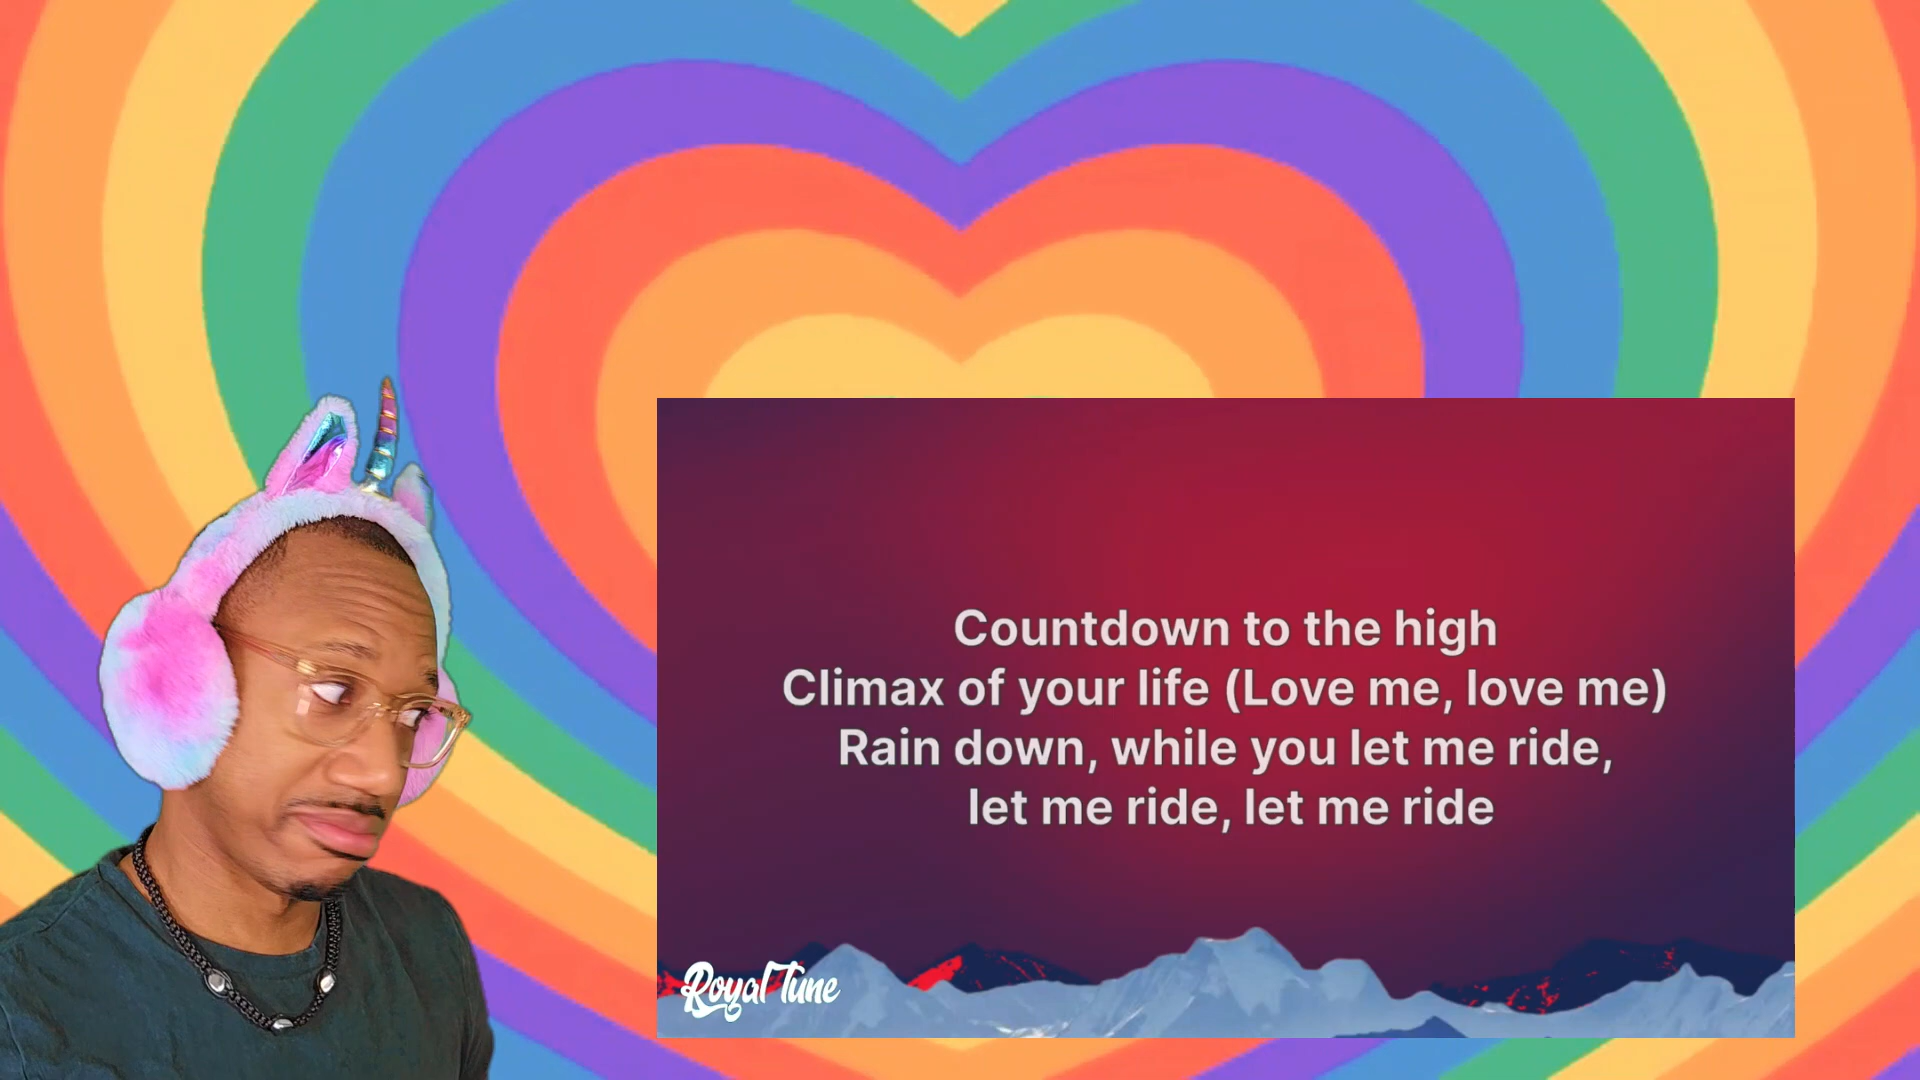 Countdown to the high
Climax of your life (Love me, love me)
Rain down, while you let me ride,
let me ride, let me ride
Royal Tune